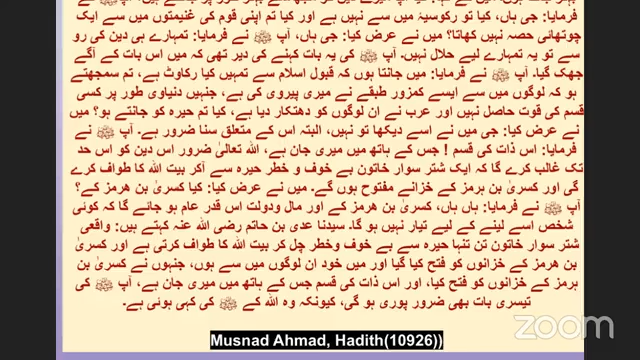 فرمایا: جی ہاں، کیا تو رکوسیہ میں سے نہیں ہے اور کیا تم اپنی قوم کی غنیمتوں میں سے ایک
چوتھائی حصہ نہیں کھاتا؟ میں نے عرض کیا: جی ہاں، آپ ﷺ نے فرمایا: تمہارے ہی دین کی رو
سے تو یہ تمہارے لیے حلال نہیں۔ آپ ﷺ کی یہ بات کہنے کی دیر تھی کہ میں اس بات کے آگے
جھک گیا۔ آپ ﷺ نے فرمایا: میں جانتا ہوں کہ قبول اسلام سے تمہیں کیا رکاوٹ ہے، تم سمجھتے
ہو کہ لوگوں میں سے ایسے کمزور طبقے نے میری پیروی کی ہے، جنہیں دنیاوی طور پر کسی
قسم کی قوت حاصل نہیں اور عرب نے ان لوگوں کو دھتکار دیا ہے، کیا تم حیرہ کو جانتے ہو؟ میں
نے عرض کیا: جی میں نے اسے دیکھا تو نہیں، البتہ اس کے متعلق سنا ضرور ہے۔ آپ ﷺ نے
فرمایا: اس ذات کی قسم ! جس کے ہاتھ میں میری جان ہے، اللہ تعالیٰ ضرور اس دین کو اس حد
تک غالب کرے گا کہ ایک شتر سوار خاتون بے خوف و خطر حیرہ سے آکر بیت اللہ کا طواف کرے
گی اور کسریٰ بن ہرمز کے خزانے مفتوح ہوں گے۔ میں نے عرض کیا: کیا کسریٰ بن ھرمز کے؟
آپ ﷺ نے فرمایا: ہاں ہاں، کسریٰ بن ھرمز کے اور مال ودولت اس قدر عام ہو جائے گا کہ کوئی
شخص اسے لینے کے لیے تیار نہیں ہو گا۔ سیدنا عدی بن حاتم رضی اللہ عنہ کہتے ہیں: واقعی
شتر سوار خاتون تن تنہا حیرہ سے بے خوف وخطر چل کر بیت اللہ کا طواف کرتی ہے اور کسریٰ
بن ھرمز کے خزانوں کو فتح کیا گیا اور میں خود ان لوگوں میں سے ہوں، جنہوں نے کسریٰ بن
ہرمز کے خزانوں کو فتح کیا، اور اس ذات کی قسم جس کے ہاتھ میں میری جان ہے، آپ ﷺ کی
تیسری بات بھی ضرور پوری ہو گی، کیونکہ وہ اللہ کے ﷺ کی کہی ہوئی ہے۔
Musnad Ahmad, Hadith(10926))
zoom